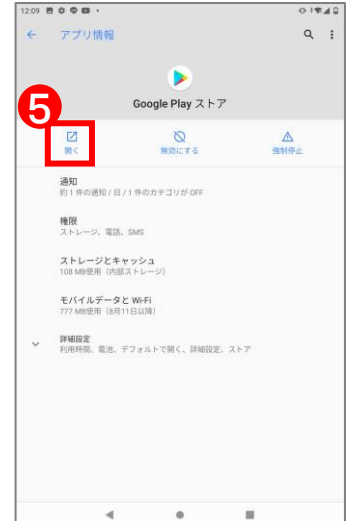 12:09
アプリ情報
Google Play ストア
5
開く
無効にする
強制停止
通知
約 1 件の通知 / 日 / 1 件のカテゴリが OFF
権限
ストレージ、電話、SMS
ストレージとキャッシュ
108 MB使用（内部ストレージ）
モバイルデータと Wi-Fi
777 MB使用（8月11日以降）
詳細設定
利用時間、電池、デフォルトで開く、詳細設定、ストア